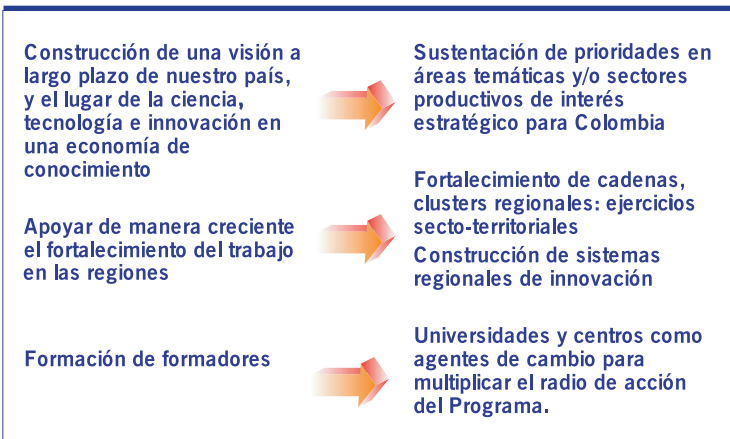 Construcción de una visión a
largo plazo de nuestro país,
y el lugar de la ciencia,
tecnología e innovación en
una economía de
conocimiento
Sustentación de prioridades en
áreas temáticas y/o sectores
productivos de interés
estratégico para Colombia
Apoyar de manera creciente
el fortalecimiento del trabajo
en las regiones
Fortalecimiento de cadenas,
clusters regionales: ejercicios
secto-territoriales
Construcción de sistemas
regionales de innovación
Formación de formadores
Universidades y centros como
agentes de cambio para
multiplicar el radio de acción
del Programa.